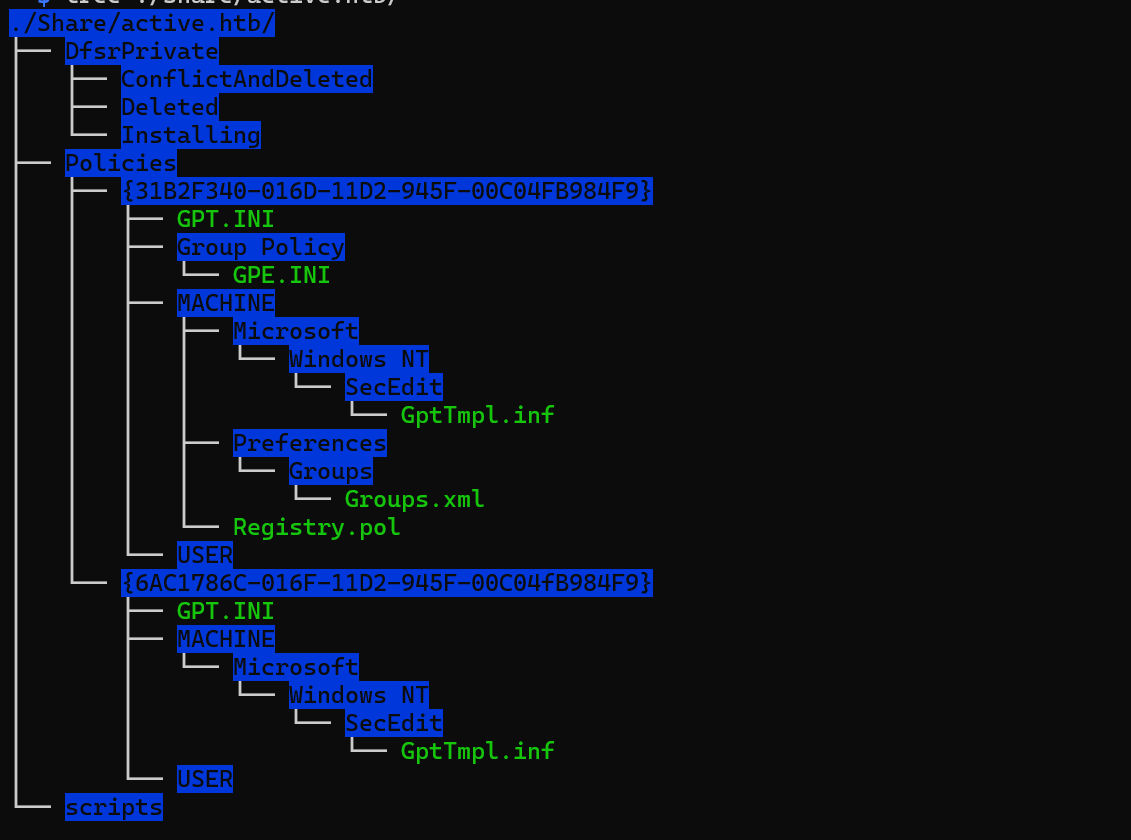 ./Share/active.htb/
├── DfsrPrivate
│   ├── ConflictAndDeleted
│   ├── Deleted
│   └── Installing
├── Policies
│   ├── {31B2F340-016D-11D2-945F-00C04FB984F9}
│   │   ├── GPT.INI
│   │   ├── Group Policy
│   │   │   └── GPE.INI
│   │   ├── MACHINE
│   │   │   ├── Microsoft
│   │   │   │   └── Windows NT
│   │   │   │       └── SecEdit
│   │   │   │           └── GptTmpl.inf
│   │   │   ├── Preferences
│   │   │   │   └── Groups
│   │   │   │       └── Groups.xml
│   │   │   └── Registry.pol
│   │   └── USER
│   └── {6AC1786C-016F-11D2-945F-00C04fB984F9}
│       ├── GPT.INI
│       ├── MACHINE
│       │   └── Microsoft
│       │       └── Windows NT
│       │           └── SecEdit
│       │               └── GptTmpl.inf
│       └── USER
└── scripts